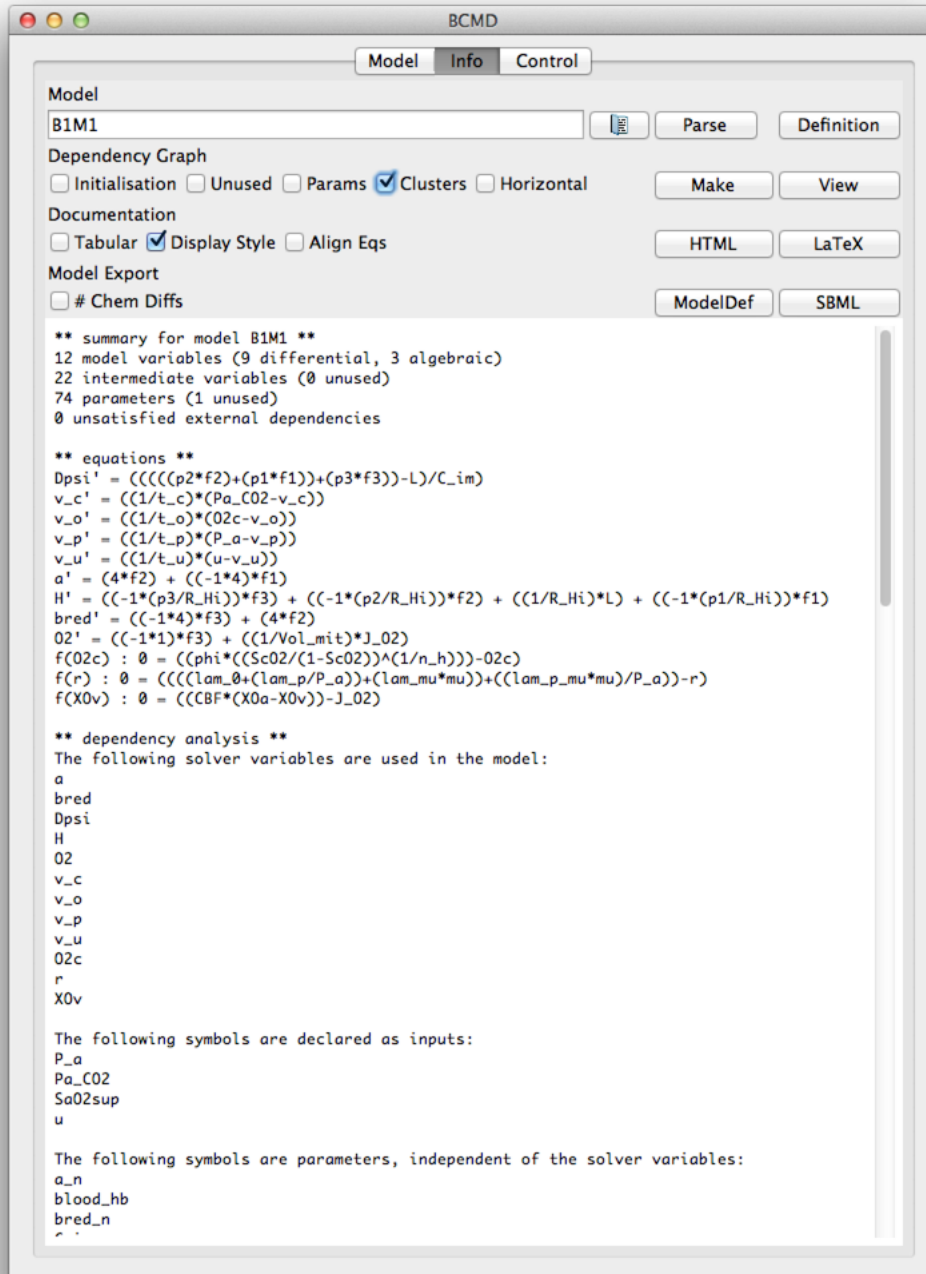 BCMD
Model Info Control
Model
B1M1 Parse Definition
Dependency Graph
Initialisation Unused Params Clusters Horizontal Make View
Documentation
Tabular Display Style Align Eqs HTML LaTeX
Model Export
# Chem Diffs ModelDef SBML
** summary for model B1M1 **
12 model variables (9 differential, 3 algebraic)
22 intermediate variables (0 unused)
74 parameters (1 unused)
0 unsatisfied external dependencies
** equations **
Dpsi' = (((((p2*f2)+(p1*f1))+(p3*f3))-L)/C_im)
v_c' = ((1/t_c)*(Pa_CO2-v_c))
v_o' = ((1/t_o)*(O2c-v_o))
v_p' = ((1/t_p)*(P_a-v_p))
v_u' = ((1/t_u)*(u-v_u))
a' = (4*f2) + ((-1*4)*f1)
H' = ((-1*(p3/R_Hi))*f3) + ((-1*(p2/R_Hi))*f2) + ((1/R_Hi)*L) + ((-1*(p1/R_Hi))*f1)
bred' = ((-1*4)*f3) + (4*f2)
O2' = ((-1*1)*f3) + ((1/Vol_mit)*J_O2)
f(O2c) : 0 = ((phi*((ScO2/(1-ScO2))^(1/n_h)))-O2c)
f(r) : 0 = ((((lam_0+(lam_p/P_a))+(lam_mu*mu))+((lam_p_mu*mu)/P_a))-r)
f(XOv) : 0 = ((CBF*(XOa-XOv))-J_O2)
** dependency analysis **
The following solver variables are used in the model:
a
bred
Dpsi
H
O2
v_c
v_o
v_p
v_u
O2c
r
XOv
The following symbols are declared as inputs:
P_a
Pa_CO2
SaO2sup
u
The following symbols are parameters, independent of the solver variables:
a_n
blood_hb
bred_n